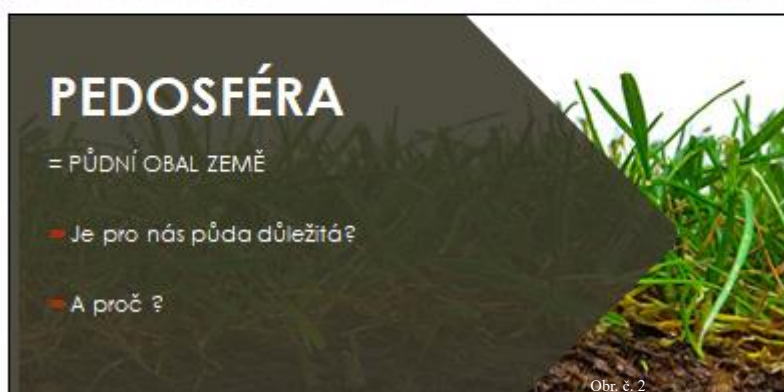 PEDOSFÉRA
= PŮDNÍ OBAL ZEMĚ
Je pro nás půda důležitá?
A proč ?
Obr. č. 2